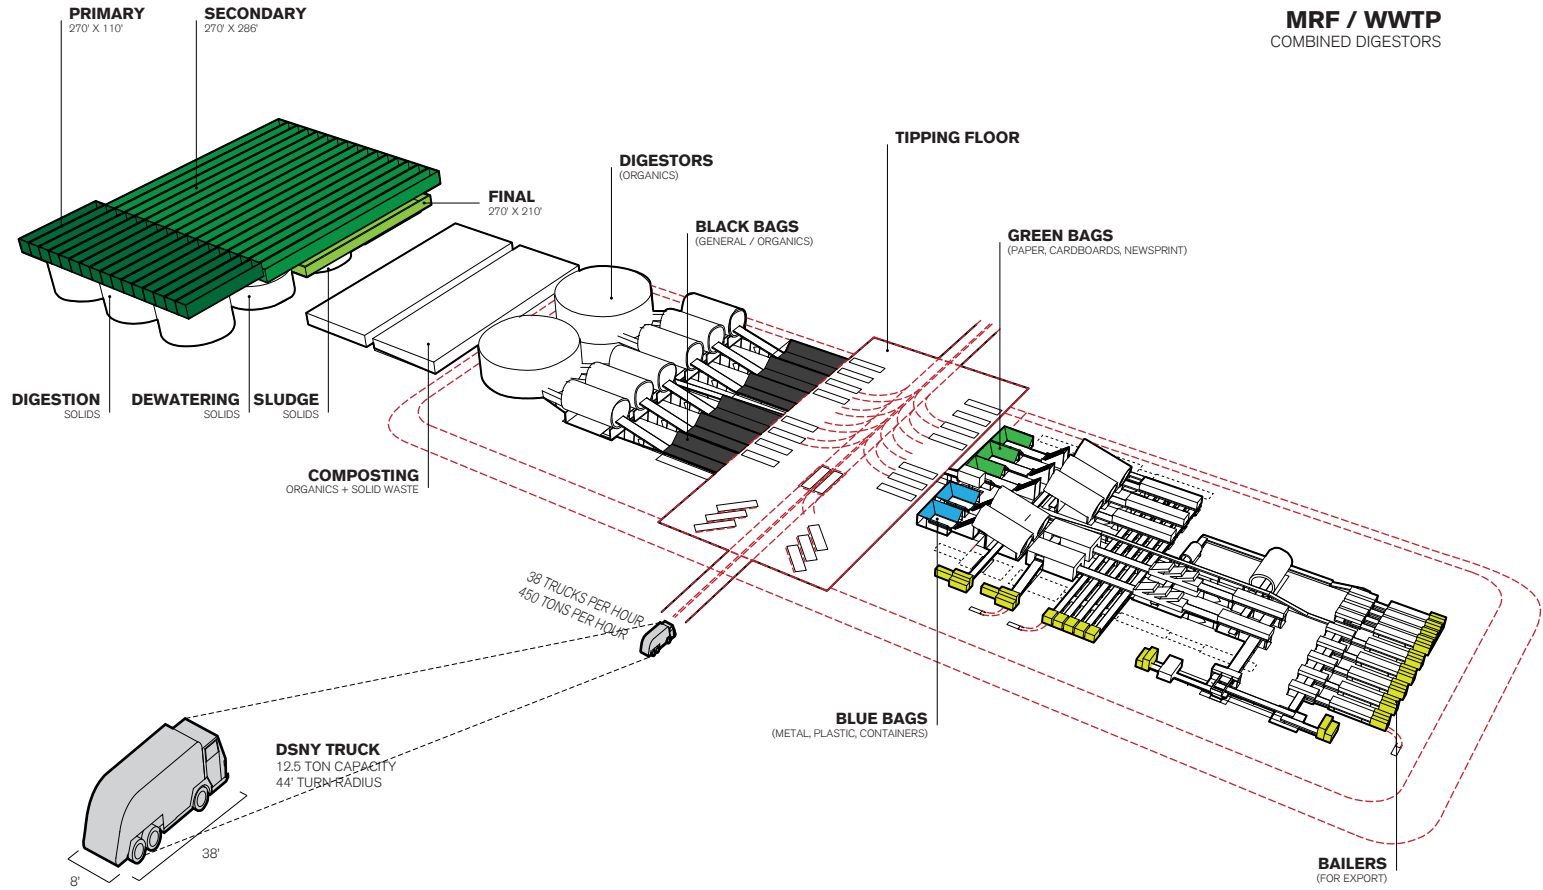 PRIMARY
270' X 110'
SECONDARY
270' X 286'
MRF / WWTP
COMBINED DIGESTORS
TIPPING FLOOR
DIGESTORS
(ORGANICS)
FINAL
270' X 210'
BLACK BAGS
(GENERAL / ORGANICS)
GREEN BAGS
(PAPER, CARDBOARDS, NEWSPRINT)
DIGESTION
SOLIDS
DEWATERING
SOLIDS
SLUDGE
SOLIDS
COMPOSTING
ORGANICS + SOLID WASTE
38 TRUCKS PER HOUR
450 TONS PER HOUR
BLUE BAGS
(METAL, PLASTIC, CONTAINERS)
DSNY TRUCK
12.5 TON CAPACITY
44' TURN RADIUS
38'
8'
BAILERS
(FOR EXPORT)